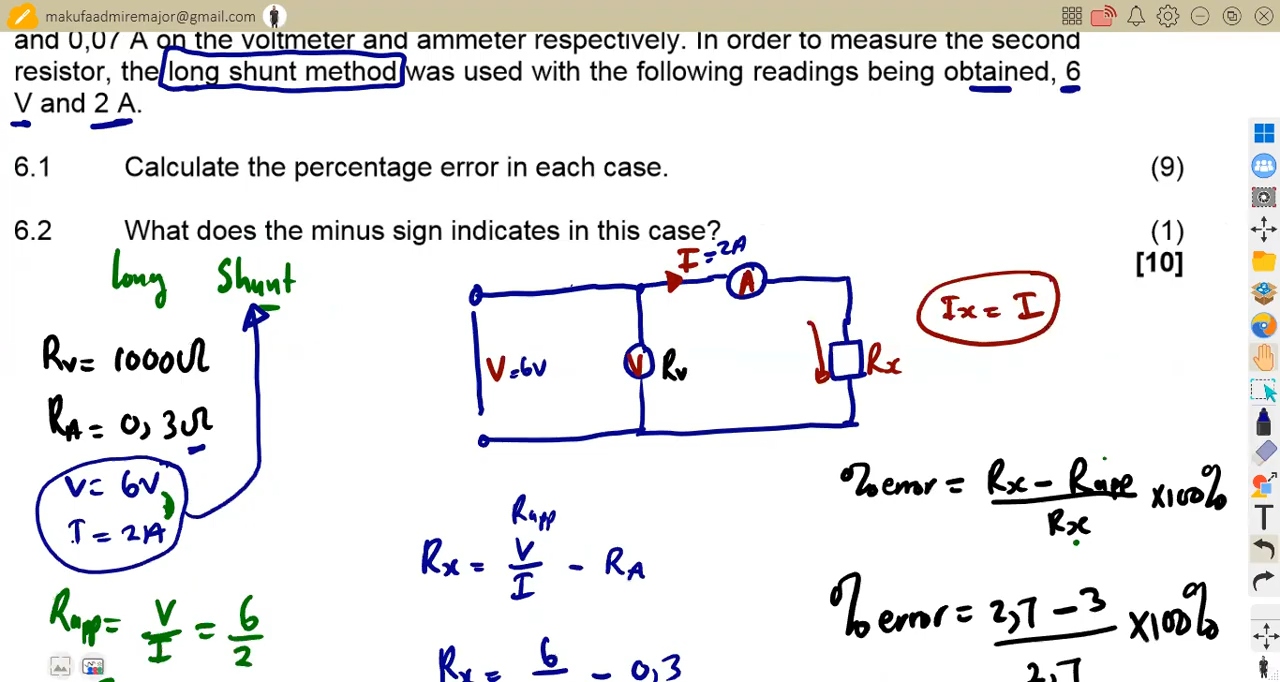 makufaadmiremajor@gmail.com
and 0,07 A on the voltmeter and ammeter respectively. In order to measure the second
resistor, the long shunt method was used with the following readings being obtained, 6
V and 2 A.
6.1 Calculate the percentage error in each case. (9)
6.2 What does the minus sign indicates in this case? (1)
[10]
Long Shunt
I = 2A
A
Ix = I
Rv = 1000Ω
V = 6V
V
Rv
Rx
RA = 0,3Ω
V = 6V
I = 2A
% error = Rx - Rapp / Rx × 100%
Rapp
Rx = V / I - RA
Rapp = V / I = 6 / 2
% error = 2,7 - 3 / 2,7 × 100%
Rx = 6 - 0,3
T